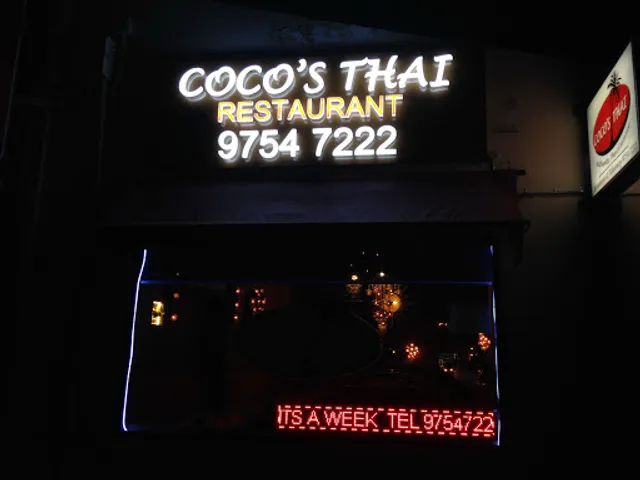 COCO'S THAI
RESTAURANT
9754 7222
COCO'S THAI
ITS A WEEK TEL 9754722